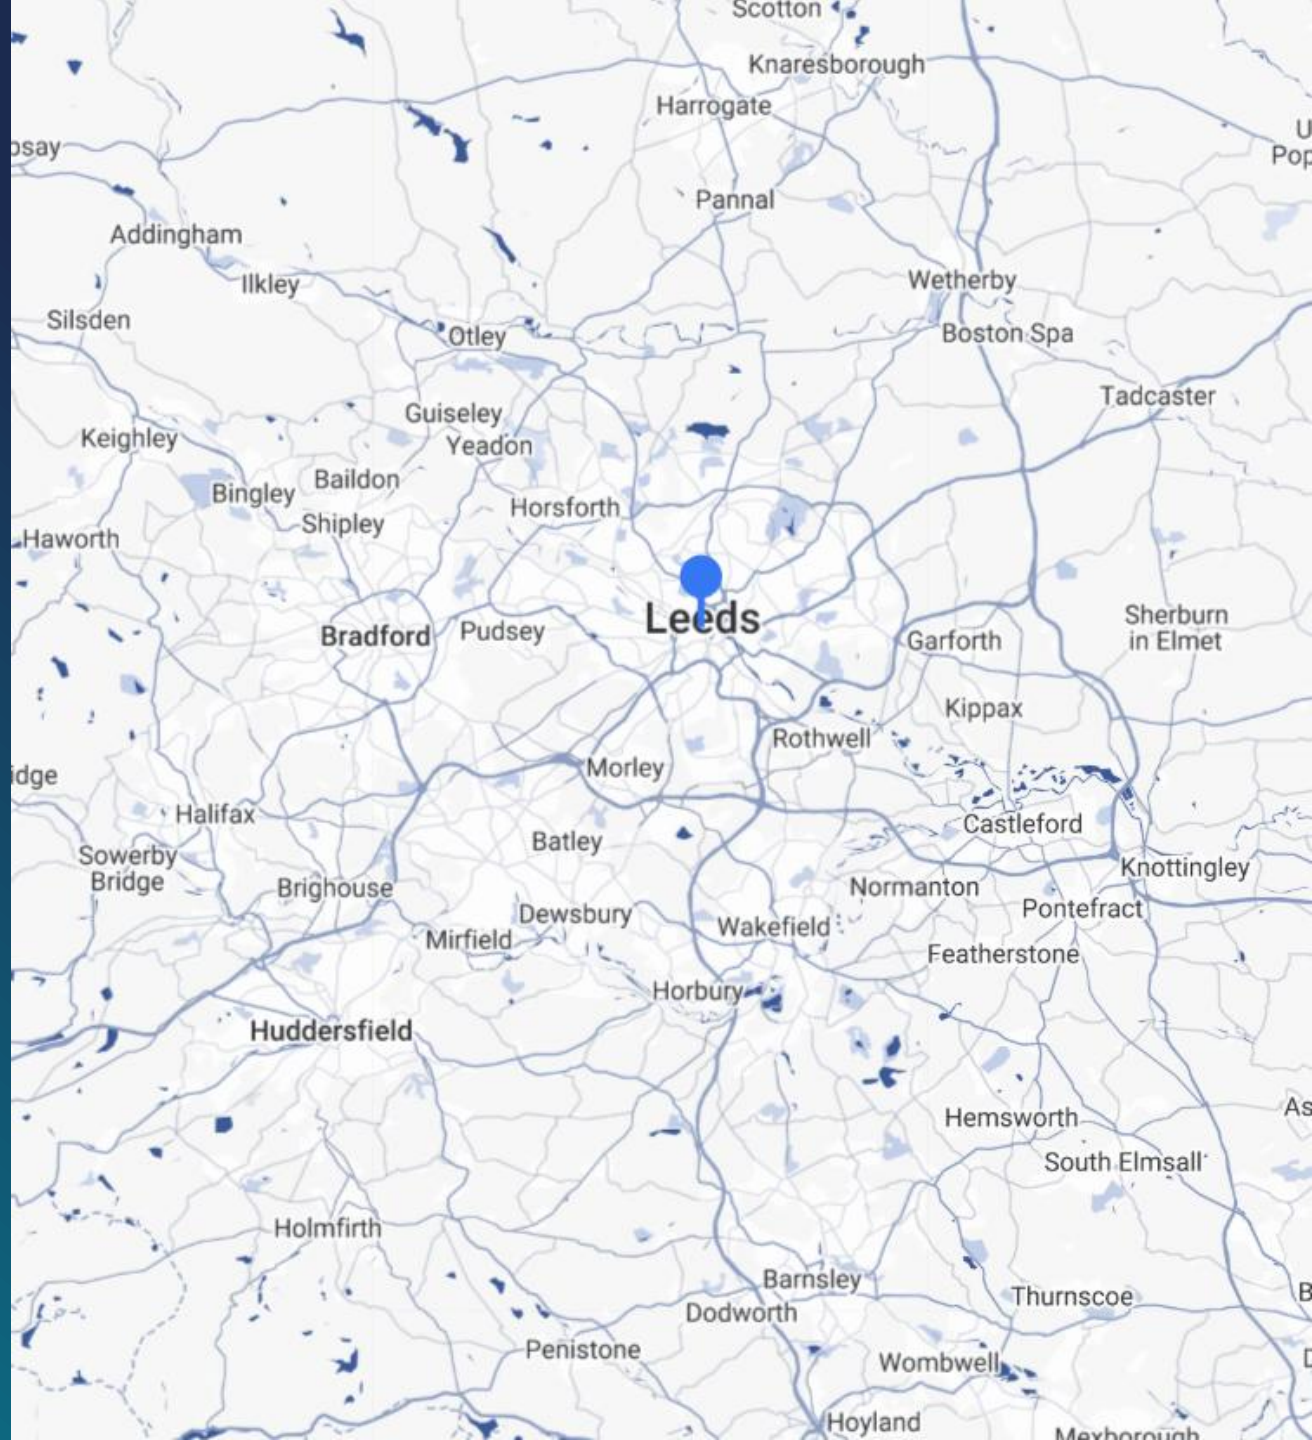 Scotton
Knaresborough
Harrogate
Pannal
Addingham
Ilkley
Wetherby
Silsden
Otley
Boston Spa
Tadcaster
Guiseley
Keighley
Yeadon
Baildon
Bingley
Horsforth
Shipley
Haworth
Leeds
Bradford
Pudsey
Garforth
Sherburn
in Elmet
Kippax
Rothwell
Morley
Halifax
Castleford
Batley
Sowerby
Bridge
Knottingley
Brighouse
Normanton
Pontefract
Dewsbury
Wakefield
Mirfield
Featherstone
Horbury
Huddersfield
Hemsworth
South Elmsall
Holmfirth
Barnsley
Thurnscoe
Dodworth
Penistone
Wombwell
Hoyland
Mexborough